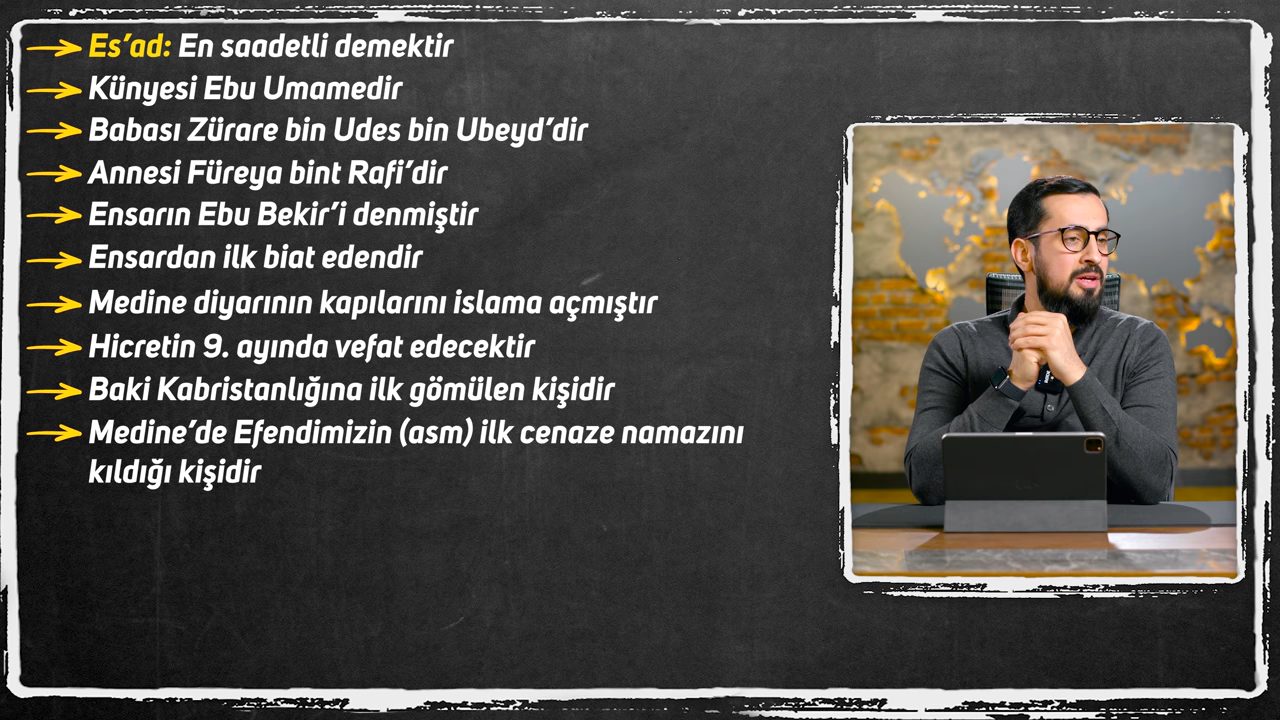 Es'ad: En saadetli demektir
Künyesi Ebu Umamedir
Babası Zürare bin Udes bin Ubeyd'dir
Annesi Füreya bint Rafi'dir
Ensarın Ebu Bekir'i denmiştir
Ensardan ilk biat edendir
Medine diyarının kapılarını islama açmıştır
Hicretin 9. ayında vefat edecektir
Baki Kabristanlığına ilk gömülen kişidir
Medine'de Efendimizin (asm) ilk cenaze namazını
kıldığı kişidir